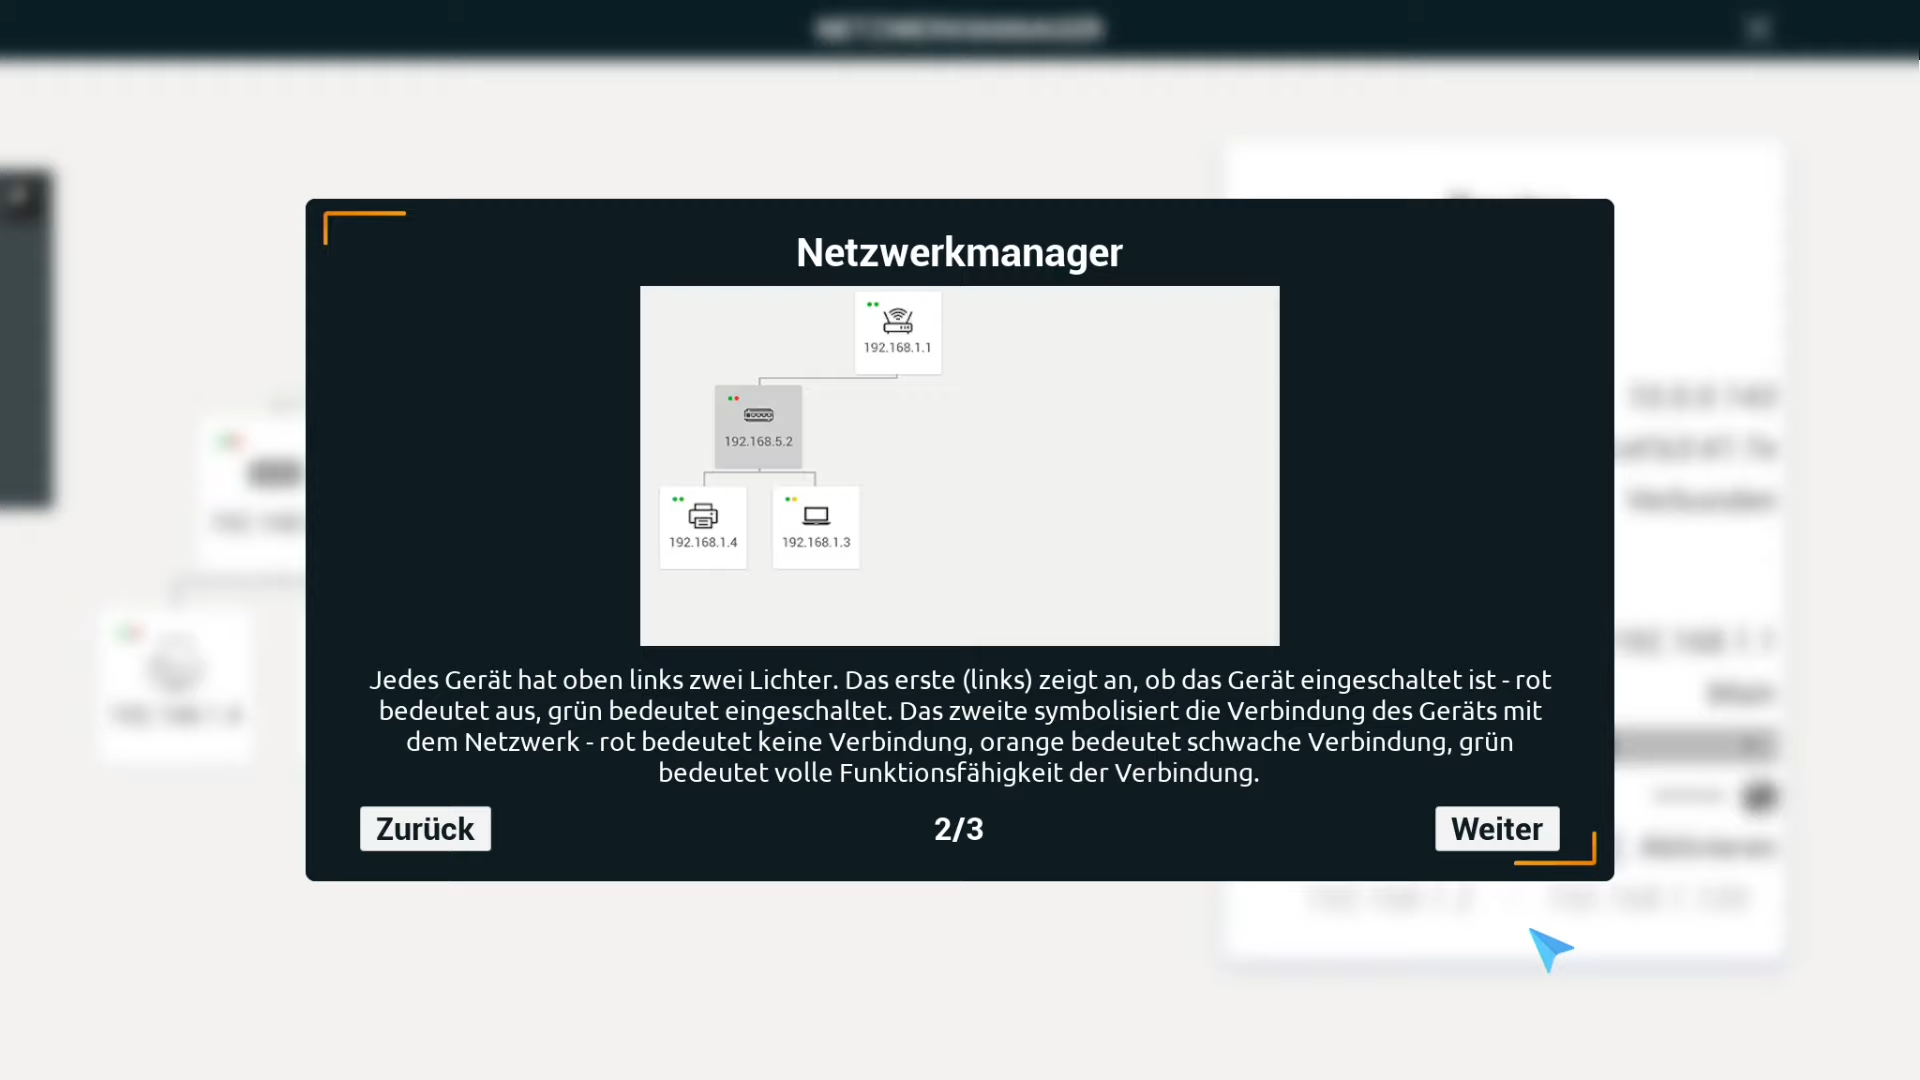 NETZWERKMANAGER
Netzwerkmanager
192.168.1.1
192.168.5.2
192.168.1.4
192.168.1.3
Jedes Gerät hat oben links zwei Lichter. Das erste (links) zeigt an, ob das Gerät eingeschaltet ist - rot
bedeutet aus, grün bedeutet eingeschaltet. Das zweite symbolisiert die Verbindung des Geräts mit
dem Netzwerk - rot bedeutet keine Verbindung, orange bedeutet schwache Verbindung, grün
bedeutet volle Funktionsfähigkeit der Verbindung.
Zurück
2/3
Weiter